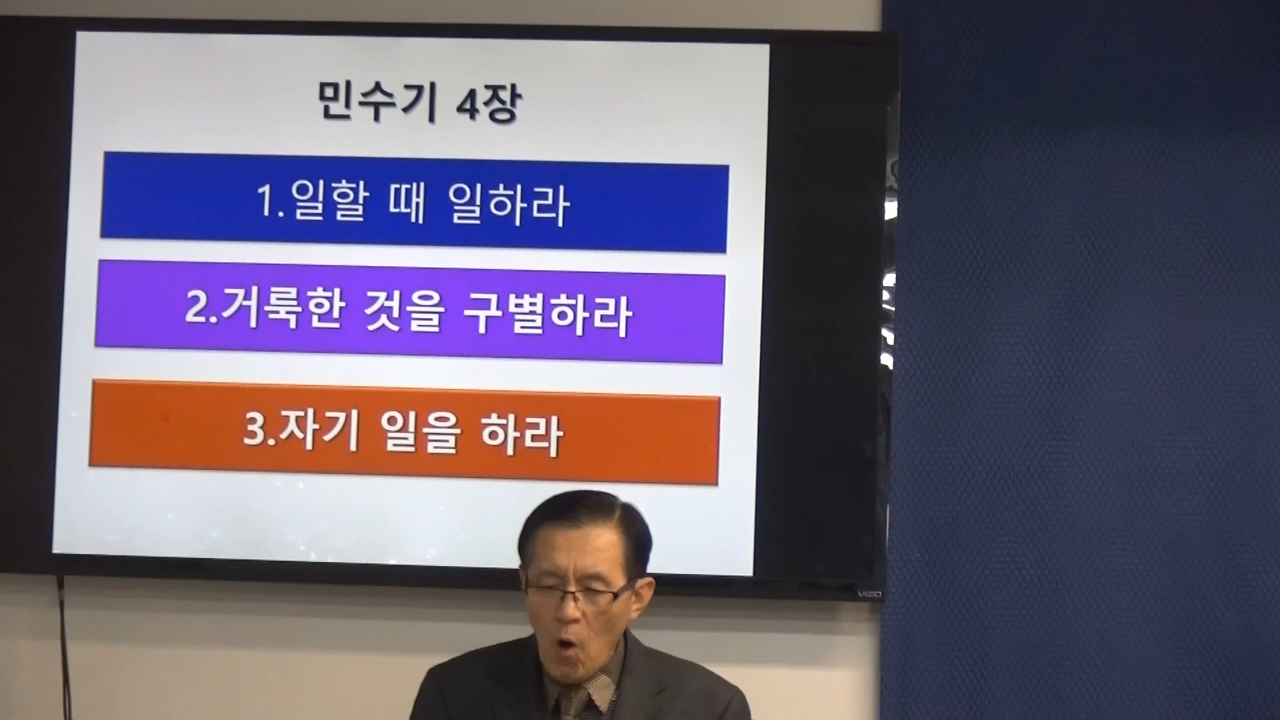 민수기 4장
1.일할 때 일하라
2.거룩한 것을 구별하라
3.자기 일을 하라
VIZIO